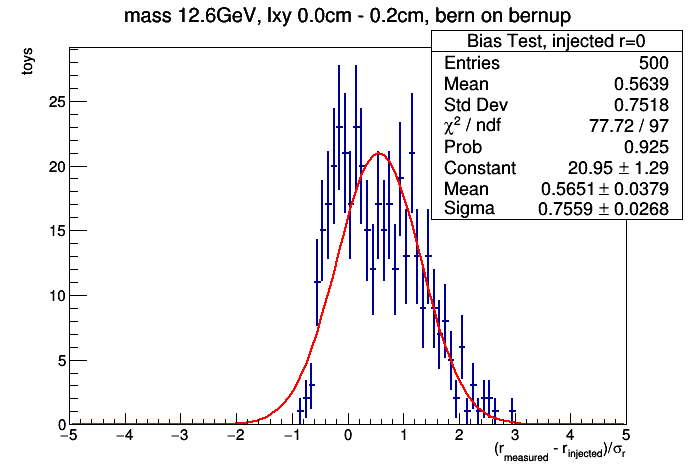 mass 12.6GeV, lxy 0.0cm - 0.2cm, bern on bernup
Bias Test, injected r=0
Entries 500
Mean 0.5639
Std Dev 0.7518
χ² / ndf 77.72 / 97
Prob 0.925
Constant 20.95 ± 1.29
Mean 0.5651 ± 0.0379
Sigma 0.7559 ± 0.0268
toys
25
20
15
10
5
0
−5 −4 −3 −2 −1 0 1 2 3 4 5
(r_measured - r_injected)/σ_r